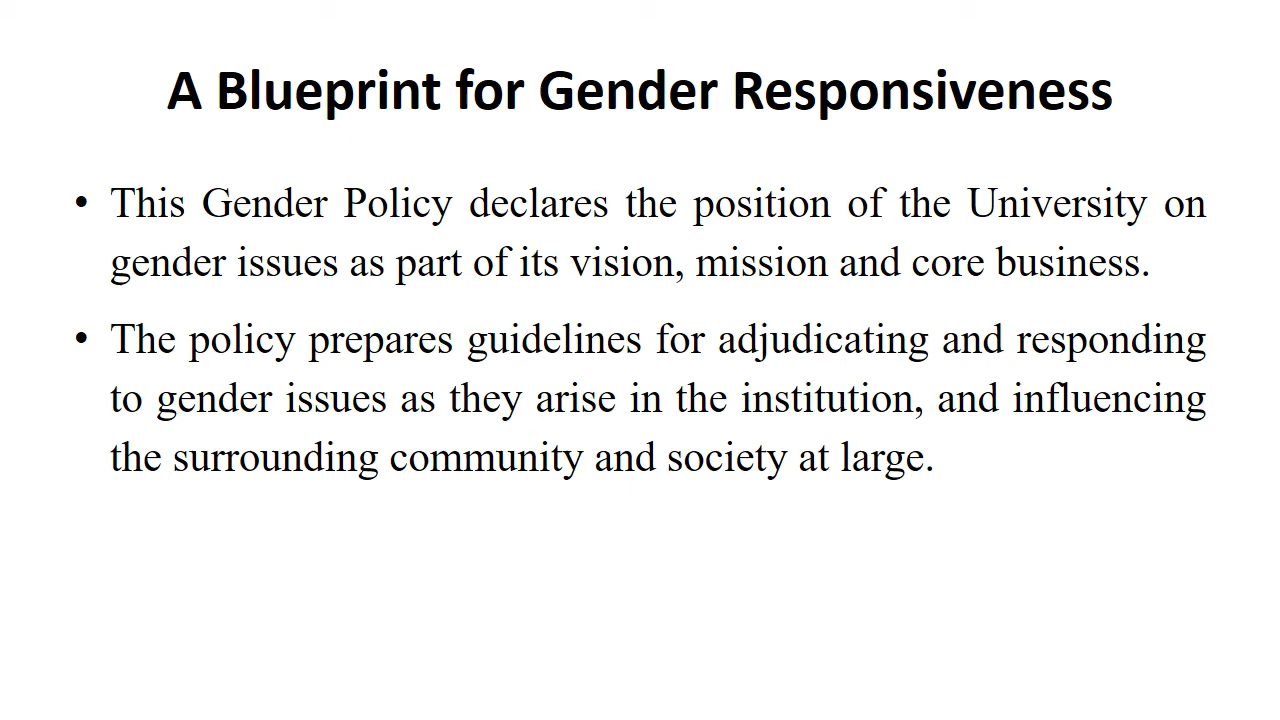 A Blueprint for Gender Responsiveness
• This Gender Policy declares the position of the University on
gender issues as part of its vision, mission and core business.
• The policy prepares guidelines for adjudicating and responding
to gender issues as they arise in the institution, and influencing
the surrounding community and society at large.